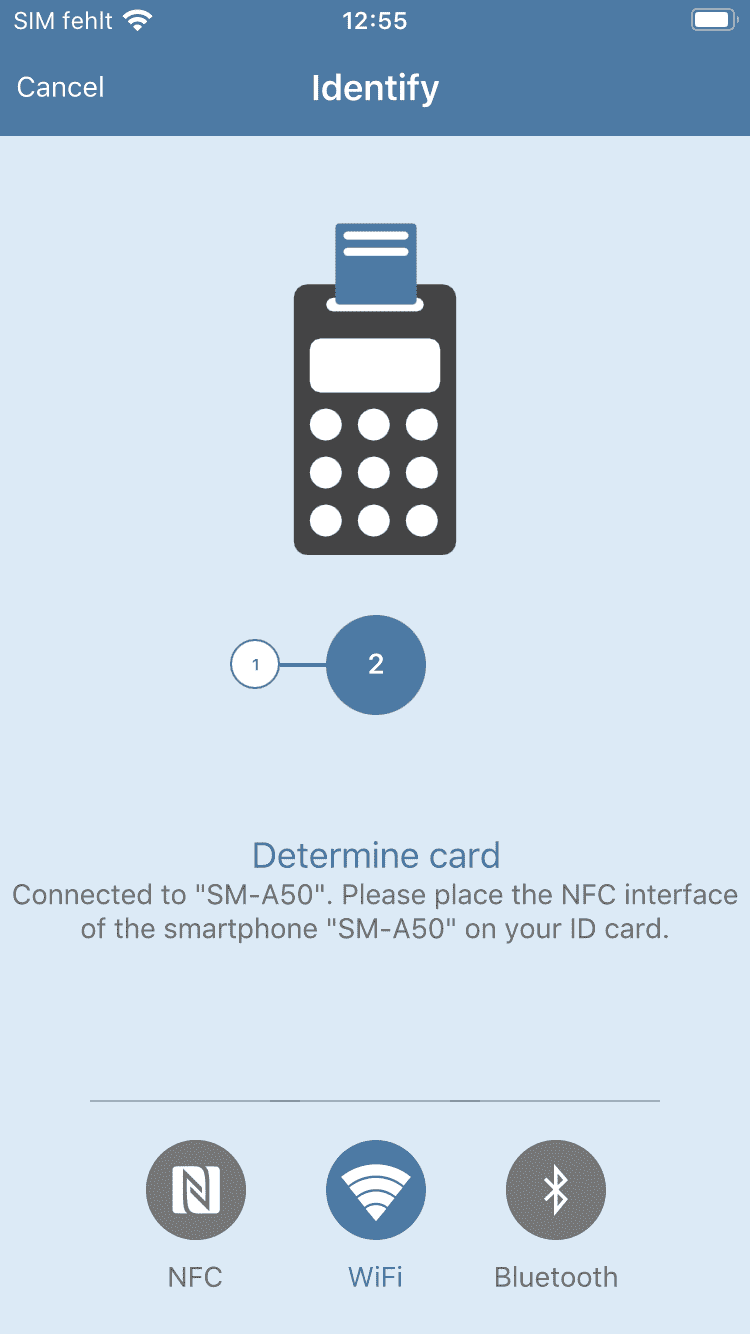 SIM fehlt 12:55
Cancel Identify
1 2
Determine card
Connected to "SM-A50". Please place the NFC interface
of the smartphone "SM-A50" on your ID card.
NFC WiFi Bluetooth